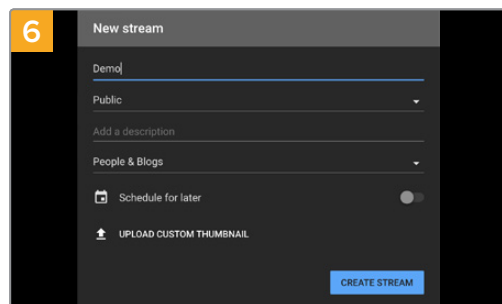 6
New stream
Demo
Public
Add a description
People & Blogs
Schedule for later
UPLOAD CUSTOM THUMBNAIL
CREATE STREAM